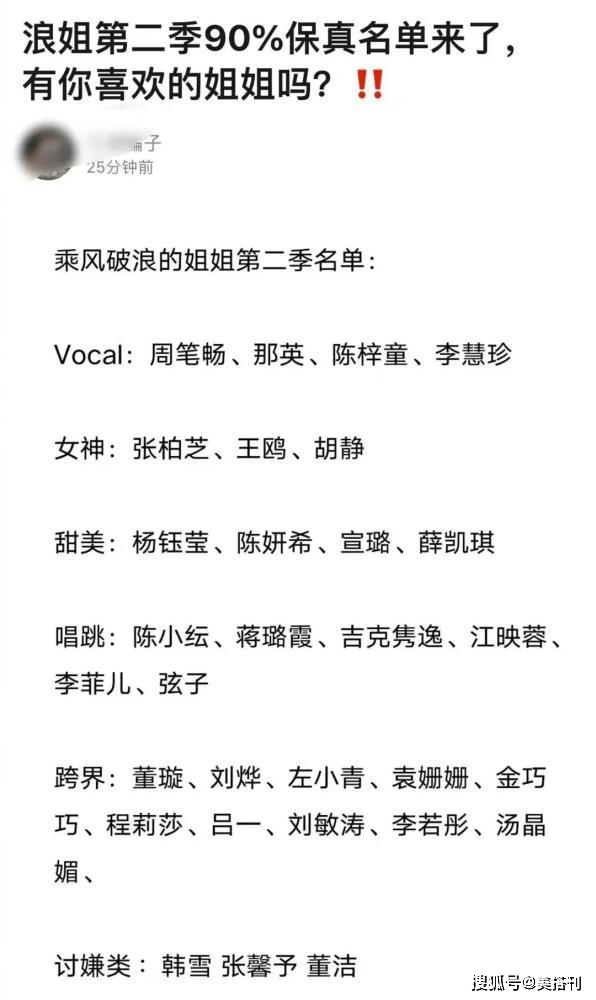 浪姐第二季90%保真名单来了，
有你喜欢的姐姐吗？‼️
子
25分钟前
乘风破浪的姐姐第二季名单：
Vocal：周笔畅、那英、陈梓童、李慧珍
女神：张柏芝、王鸥、胡静
甜美：杨钰莹、陈妍希、宣璐、薛凯琪
唱跳：陈小纭、蒋璐霞、吉克隽逸、江映蓉、
李菲儿、弦子
跨界：董璇、刘烨、左小青、袁姗姗、金巧
巧、程莉莎、吕一、刘敏涛、李若彤、汤晶
媚、
讨嫌类：韩雪 张馨予 董洁
搜狐号@美搭刊